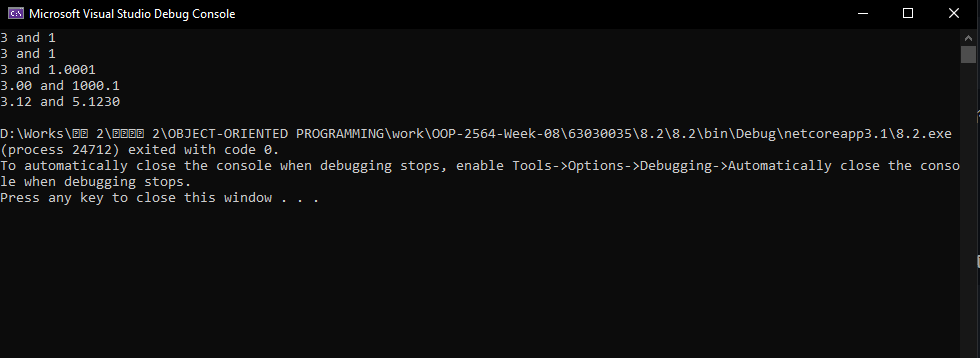 Microsoft Visual Studio Debug Console
3 and 1
3 and 1
3 and 1.0001
3.00 and 1000.1
3.12 and 5.1230
D:\Works\ 2\ 2\OBJECT-ORIENTED PROGRAMMING\work\OOP-2564-Week-08\63030035\8.2\8.2\bin\Debug\netcoreapp3.1\8.2.exe
(process 24712) exited with code 0.
To automatically close the console when debugging stops, enable Tools->Options->Debugging->Automatically close the conso
le when debugging stops.
Press any key to close this window . . .